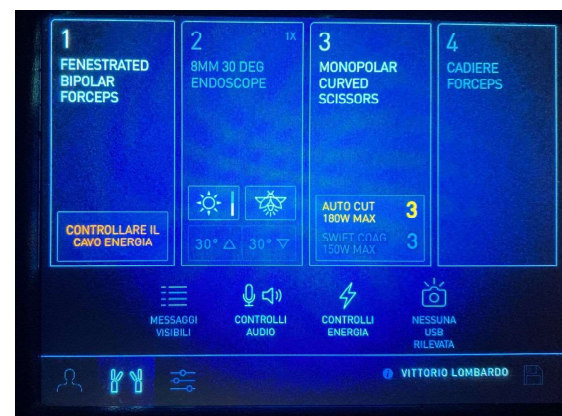 1
FENESTRATED
BIPOLAR
FORCEPS
CONTROLLARE IL
CAVO ENERGIA
2
1X
8MM 30 DEG
ENDOSCOPE
30° △ 30° ▽
3
MONOPOLAR
CURVED
SCISSORS
AUTO CUT
180W MAX
3
SWIFT COAG
150W MAX
3
4
CADIERE
FORCEPS
MESSAGGI
VISIBILI
CONTROLLI
AUDIO
CONTROLLI
ENERGIA
NESSUNA
USB
RILEVATA
VITTORIO LOMBARDO